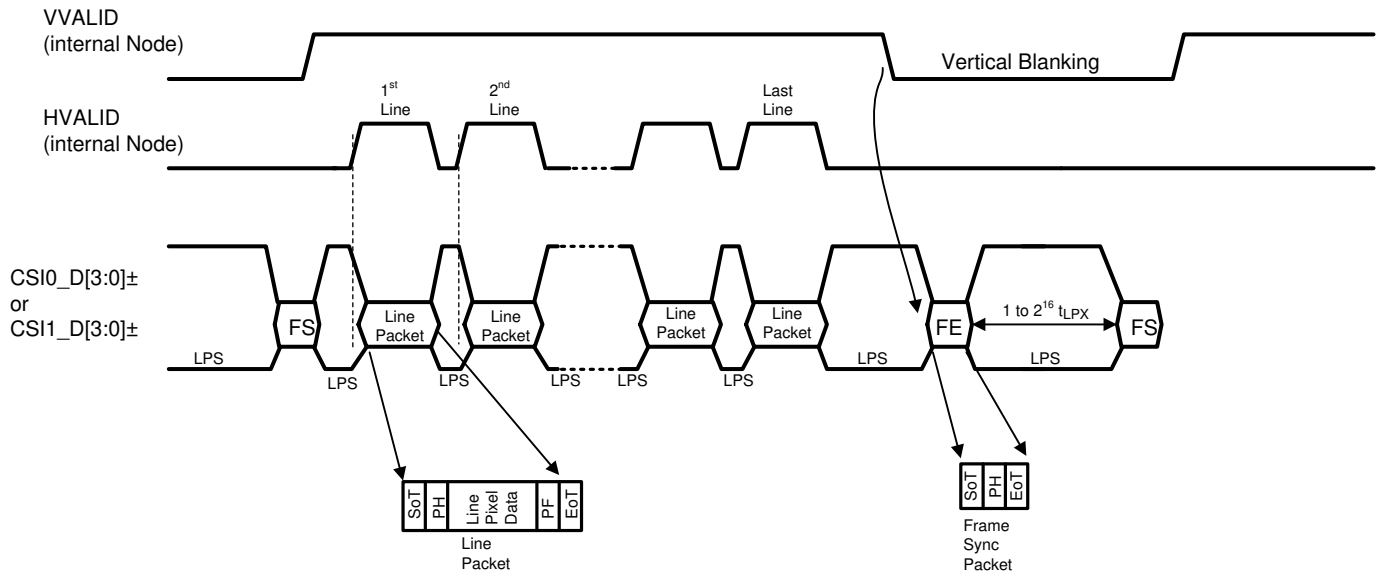 VVALID
(internal Node)
Vertical Blanking
1st
Line
2nd
Line
Last
Line
HVALID
(internal Node)
CSI0_D[3:0]±
or
CSI1_D[3:0]±
FS
Line
Packet
Line
Packet
Line
Packet
Line
Packet
FE
1 to 2^16 tLPX
FS
LPS
LPS
LPS
LPS
LPS
LPS
LPS
LPS
SoT
PH
Line
Pixel
Data
PF
EoT
Line
Packet
SoT
PH
EoT
Frame
Sync
Packet